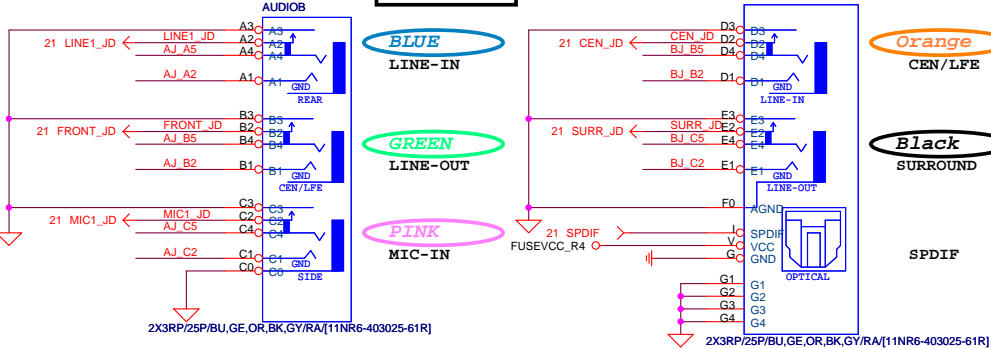 AUDIOB
A3 A3
21 LINE1_JD LINE1_JD A2 A2
AJ_A5 A4 A4
AJ_A2 A1 A1
GND
REAR
BLUE
LINE-IN
B3 B3
21 FRONT_JD FRONT_JD B2 B2
AJ_B5 B4 B4
AJ_B2 B1 B1
GND
CEN/LFE
GREEN
LINE-OUT
C3 C3
21 MIC1_JD MIC1_JD C2 C2
AJ_C5 C4 C4
AJ_C2 C1 C1
GND
C0 C0
SIDE
PINK
MIC-IN
2X3RP/25P/BU,GE,OR,BK,GY/RA/[11NR6-403025-61R]
D3 D3
21 CEN_JD CEN_JD D2 D2
BJ_B5 D4 D4
BJ_B2 D1 D1
GND
LINE-IN
Orange
CEN/LFE
E3 E3
21 SURR_JD SURR_JD E2 E2
BJ_C5 E4 E4
BJ_C2 E1 E1
GND
LINE-OUT
Black
SURROUND
F0 AGND
21 SPDIF I SPDIF
FUSEVCC_R4 V VCC
G GND
OPTICAL
SPDIF
G1 G1
G2 G2
G3 G3
G4 G4
2X3RP/25P/BU,GE,OR,BK,GY/RA/[11NR6-403025-61R]